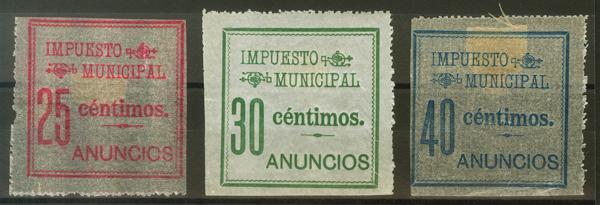 IMPUESTO
MUNICIPAL
25 céntimos.
ANUNCIOS
IMPUESTO
MUNICIPAL
30 céntimos.
ANUNCIOS
IMPUESTO
MUNICIPAL
40 céntimos.
ANUNCIOS